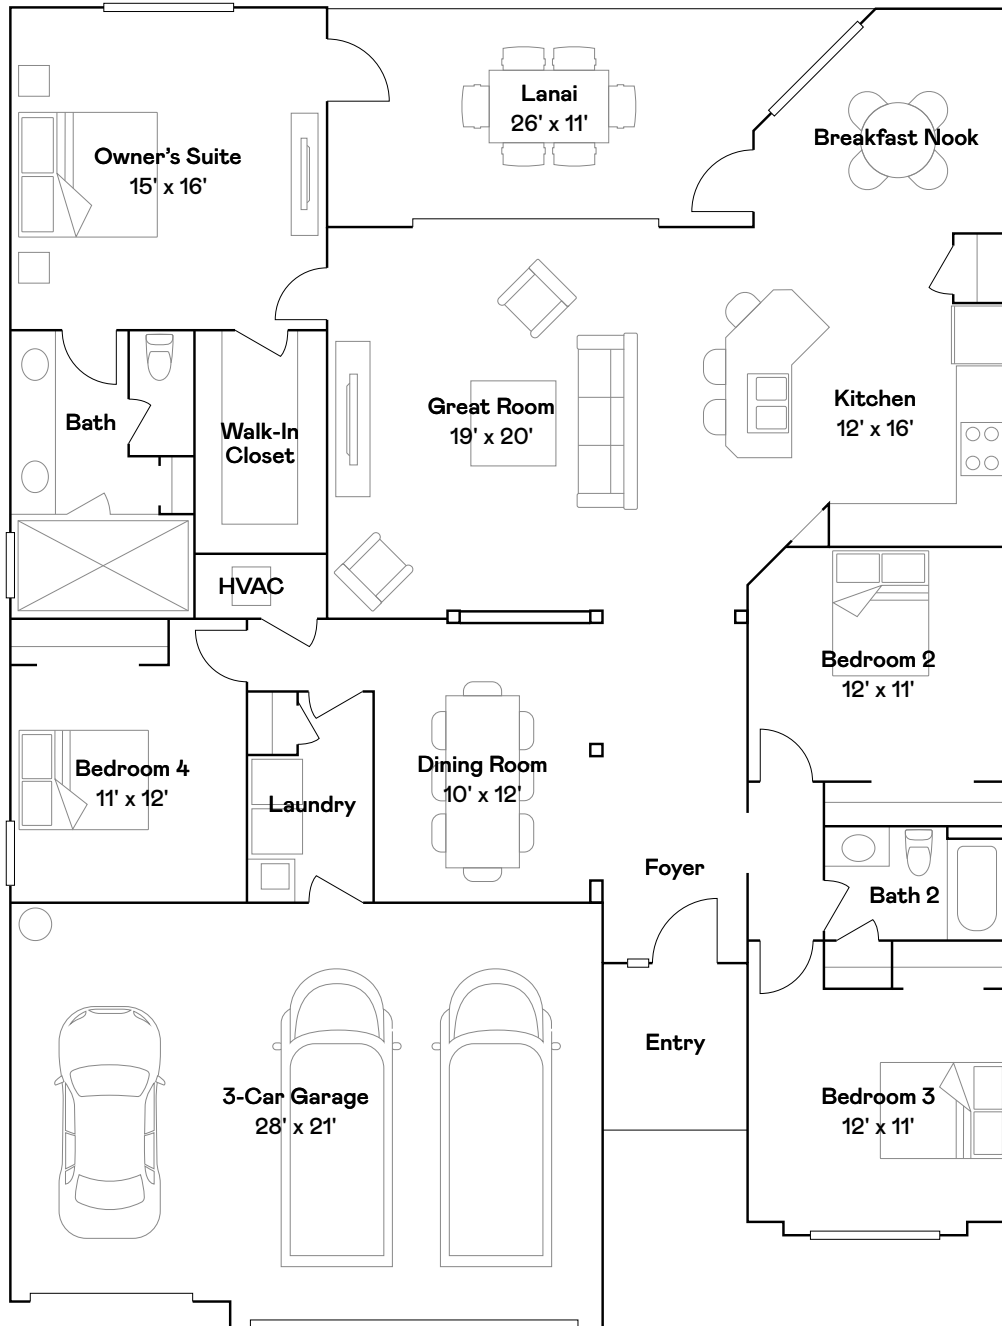 Lanai
26' x 11'
Breakfast Nook
Owner's Suite
15' x 16'
Kitchen
12' x 16'
Great Room
19' x 20'
Bath
Walk-In
Closet
HVAC
Bedroom 2
12' x 11'
Bedroom 4
11' x 12'
Dining Room
10' x 12'
Laundry
Foyer
Bath 2
Entry
3-Car Garage
28' x 21'
Bedroom 3
12' x 11'